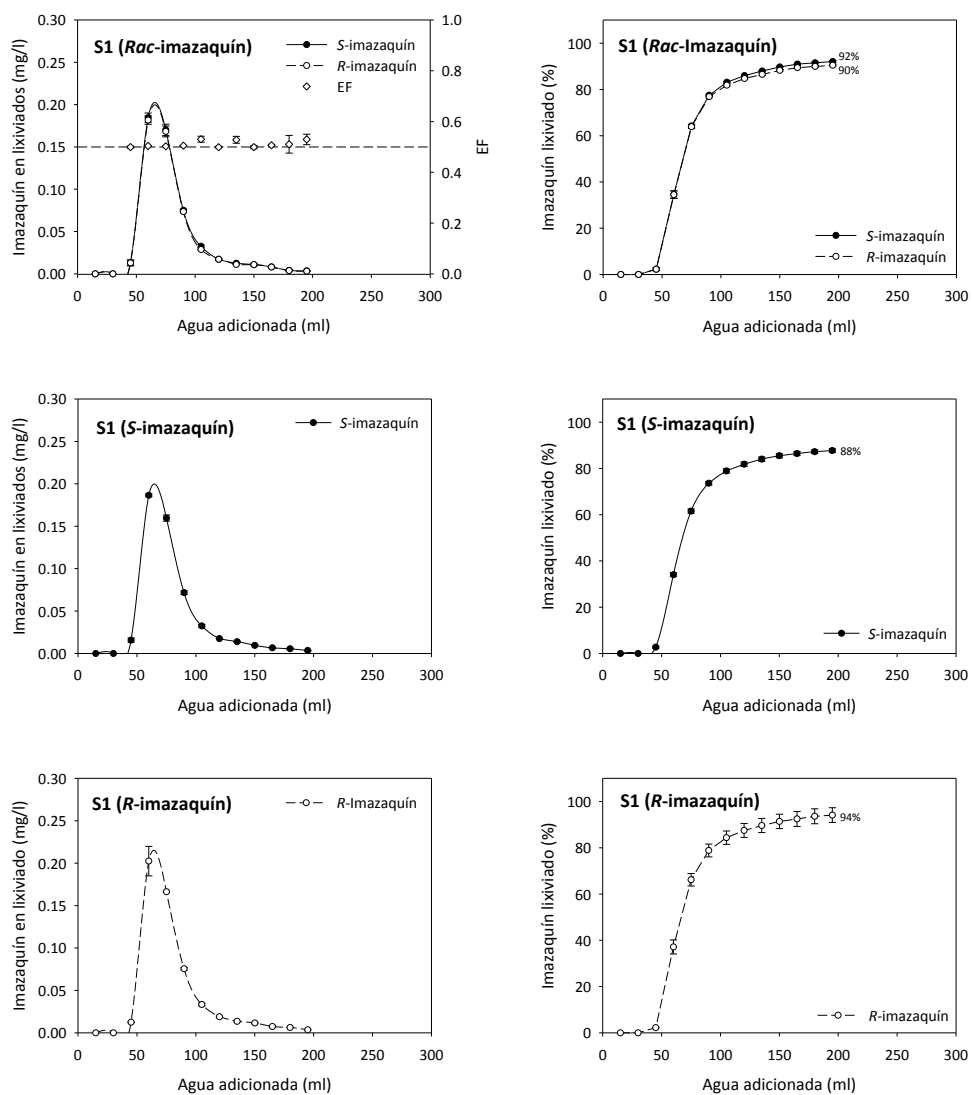 S1 (Rac-imazaquín)
S-imazaquín
R-imazaquín
EF
Imazaquín en lixiviados (mg/l)
0.30
0.25
0.20
0.15
0.10
0.05
0.00
1.0
0.8
0.6
0.4
0.2
0.0
EF
0 50 100 150 200 250 300
Agua adicionada (ml)
S1 (Rac-Imazaquín)
92%
90%
S-imazaquín
R-imazaquín
Imazaquín lixiviado (%)
100
80
60
40
20
0
0 50 100 150 200 250 300
Agua adicionada (ml)
S1 (S-imazaquín)
S-imazaquín
Imazaquín en lixiviados (mg/l)
0.30
0.25
0.20
0.15
0.10
0.05
0.00
0 50 100 150 200 250 300
Agua adicionada (ml)
S1 (S-imazaquín)
88%
S-imazaquín
Imazaquín lixiviado (%)
100
80
60
40
20
0
0 50 100 150 200 250 300
Agua adicionada (ml)
S1 (R-imazaquín)
R-Imazaquín
Imazaquín en lixiviado (mg/l)
0.30
0.25
0.20
0.15
0.10
0.05
0.00
0 50 100 150 200 250 300
Agua adicionada (ml)
S1 (R-imazaquín)
94%
R-imazaquín
Imazaquín lixiviado (%)
100
80
60
40
20
0
0 50 100 150 200 250 300
Agua adicionada (ml)